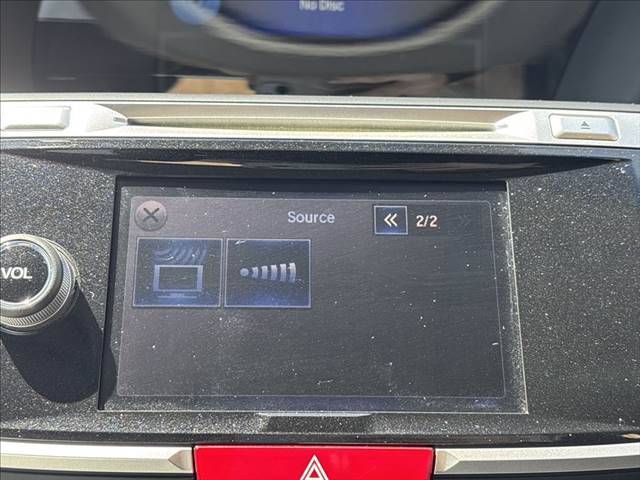 No Disc
Source
2/2
VOL